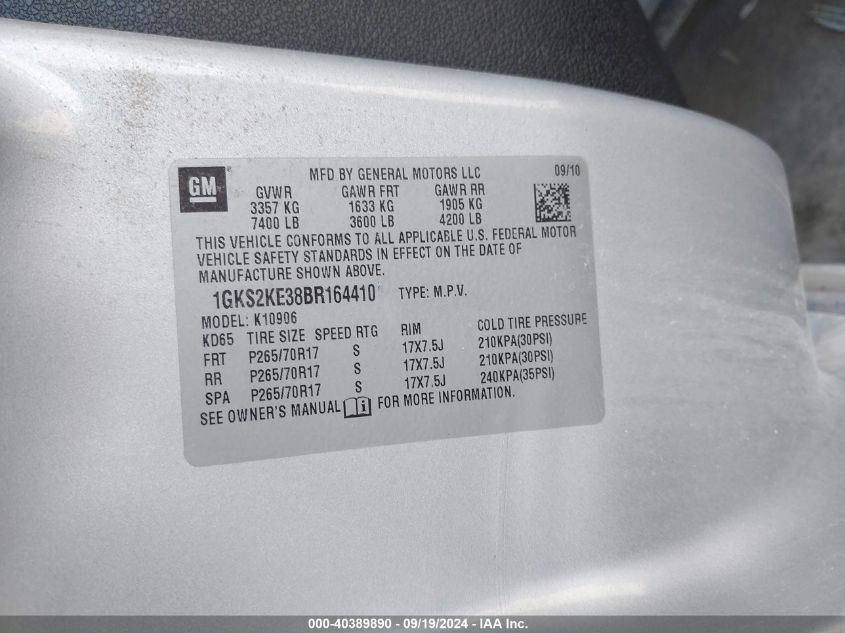 GM
MFD BY GENERAL MOTORS LLC 09/10
GVWR GAWR FRT GAWR RR
3357 KG 1633 KG 1905 KG
7400 LB 3600 LB 4200 LB
THIS VEHICLE CONFORMS TO ALL APPLICABLE U.S. FEDERAL MOTOR
VEHICLE SAFETY STANDARDS IN EFFECT ON THE DATE OF
MANUFACTURE SHOWN ABOVE.
1GKS2KE38BR164410 TYPE: M.P.V.
MODEL: K10906
KD65 TIRE SIZE SPEED RTG RIM COLD TIRE PRESSURE
FRT P265/70R17 S 17X7.5J 210KPA(30PSI)
RR P265/70R17 S 17X7.5J 210KPA(30PSI)
SPA P265/70R17 S 17X7.5J 240KPA(35PSI)
SEE OWNER'S MANUAL i FOR MORE INFORMATION.
000-40389890 - 09/19/2024 - IAA Inc.